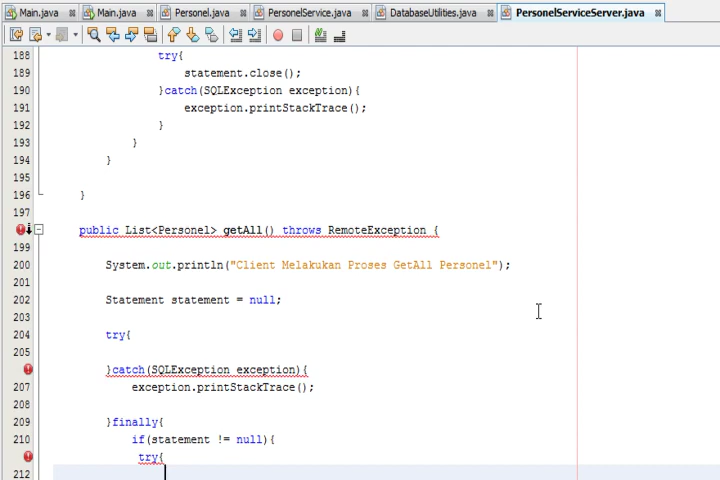 Main.java Main.java Personel.java PersonelService.java DatabaseUtilities.java PersonelServiceServer.java
188 try{
189 statement.close();
190 }catch(SQLException exception){
191 exception.printStackTrace();
192 }
193 }
194 }
195
196 }
197
public List<Personel> getAll() throws RemoteException {
199
200 System.out.println("Client Melakukan Proses GetAll Personel");
201
202 Statement statement = null;
203
204 try{
205
}catch(SQLException exception){
207 exception.printStackTrace();
208
209 }finally{
210 if(statement != null){
try{
212